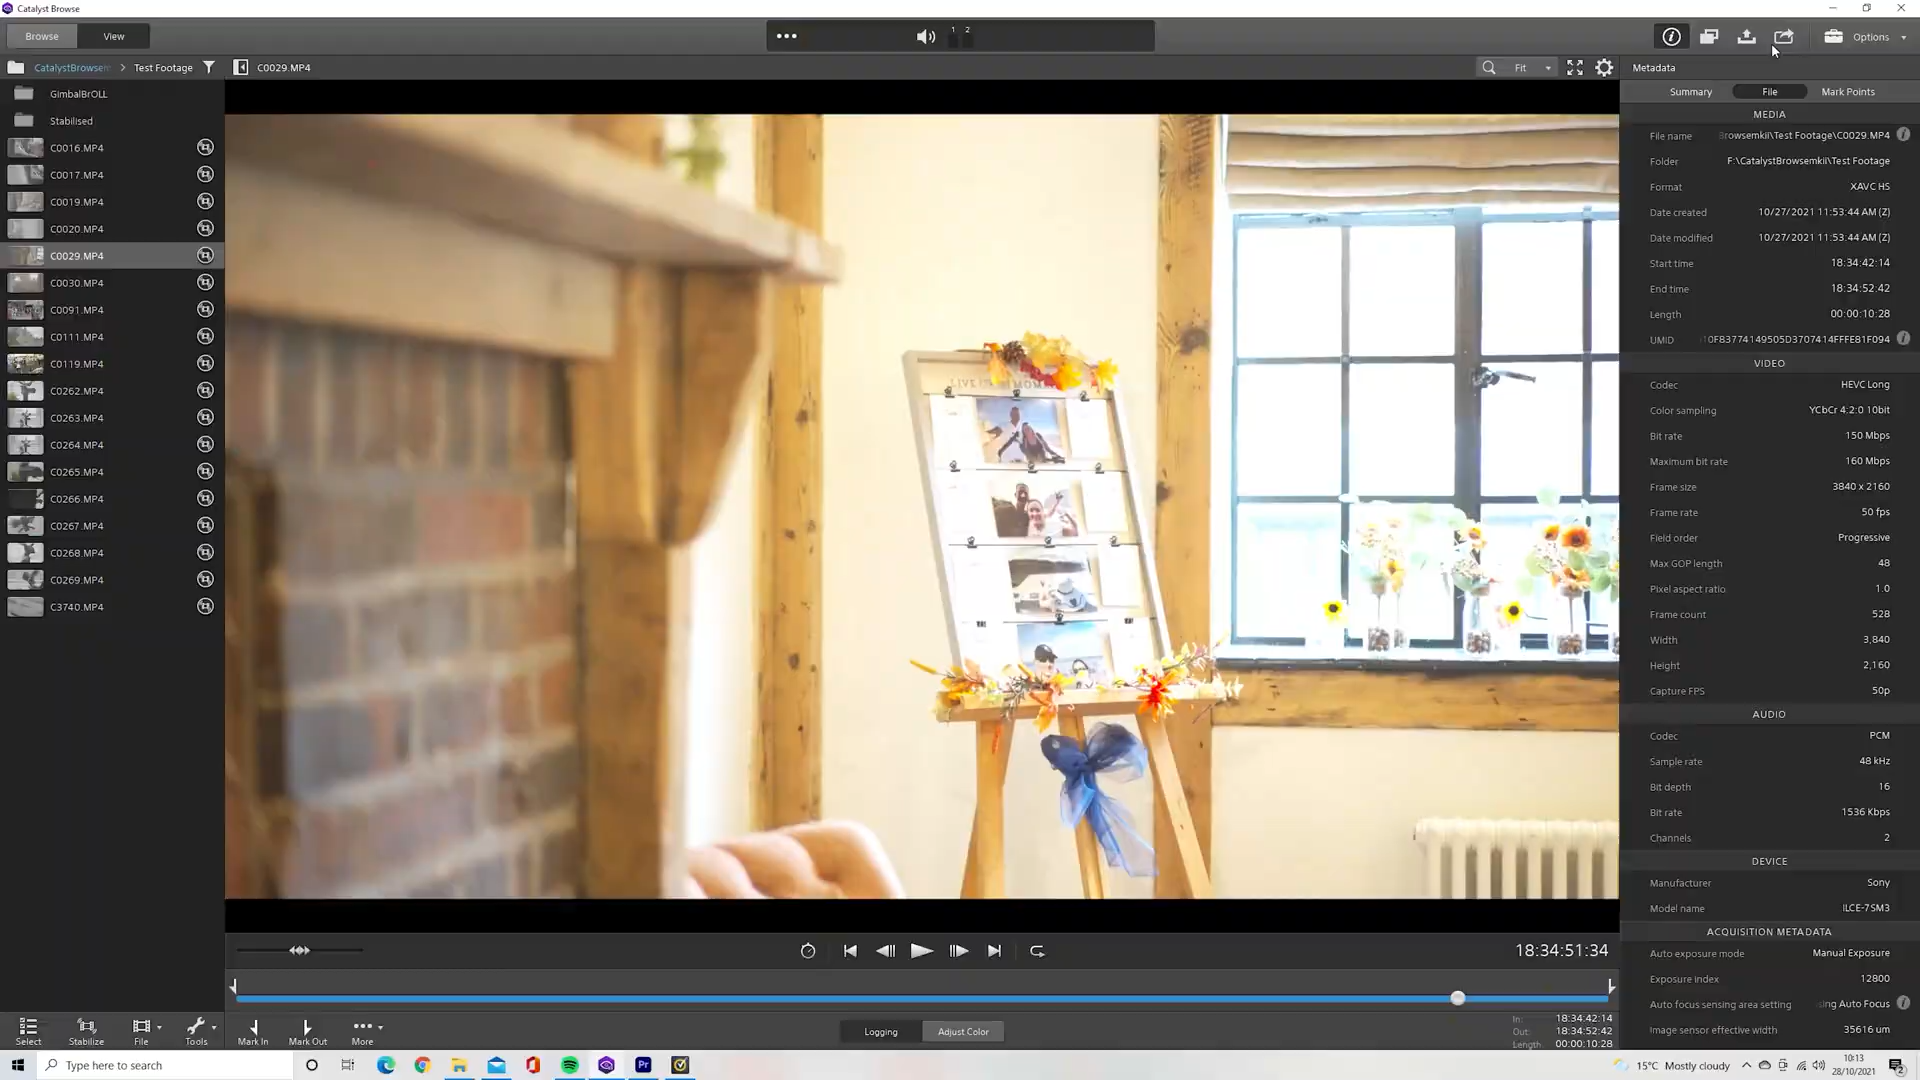 Catalyst Browse
Browse
View
1 2
Options
CatalystBrowsem
Test Footage
C0029.MP4
Fit
Metadata
GimbalBrOLL
Stabilised
C0016.MP4
C0017.MP4
C0019.MP4
C0020.MP4
C0029.MP4
C0030.MP4
C0091.MP4
C0111.MP4
C0119.MP4
C0262.MP4
C0263.MP4
C0264.MP4
C0265.MP4
C0266.MP4
C0267.MP4
C0268.MP4
C0269.MP4
C3740.MP4
Summary
File
Mark Points
MEDIA
File name rowsemkii\Test Footage\C0029.MP4
Folder F:\CatalystBrowsemkii\Test Footage
Format XAVC HS
Date created 10/27/2021 11:53:44 AM (Z)
Date modified 10/27/2021 11:53:44 AM (Z)
Start time 18:34:42:14
End time 18:34:52:42
Length 00:00:10:28
UMID 10F83774149505D3707414FFFE81F094
VIDEO
Codec HEVC Long
Color sampling YCbCr 4:2:0 10bit
Bit rate 150 Mbps
Maximum bit rate 160 Mbps
Frame size 3840 x 2160
Frame rate 50 fps
Field order Progressive
Max GOP length 48
Pixel aspect ratio 1.0
Frame count 528
Width 3,840
Height 2,160
Capture FPS 50p
AUDIO
Codec PCM
Sample rate 48 kHz
Bit depth 16
Bit rate 1536 Kbps
Channels 2
DEVICE
Manufacturer Sony
Model name ILCE-7SM3
ACQUISITION METADATA
Auto exposure mode Manual Exposure
Exposure index 12800
Auto focus sensing area setting ing Auto Focus
Image sensor effective width 35616 um
18:34:51:34
Select
Stabilize
File
Tools
Mark In
Mark Out
More
Logging
Adjust Color
In: 18:34:42:14
Out: 18:34:52:42
Length: 00:00:10:28
Type here to search
15°C Mostly cloudy
10:13
28/10/2021
2